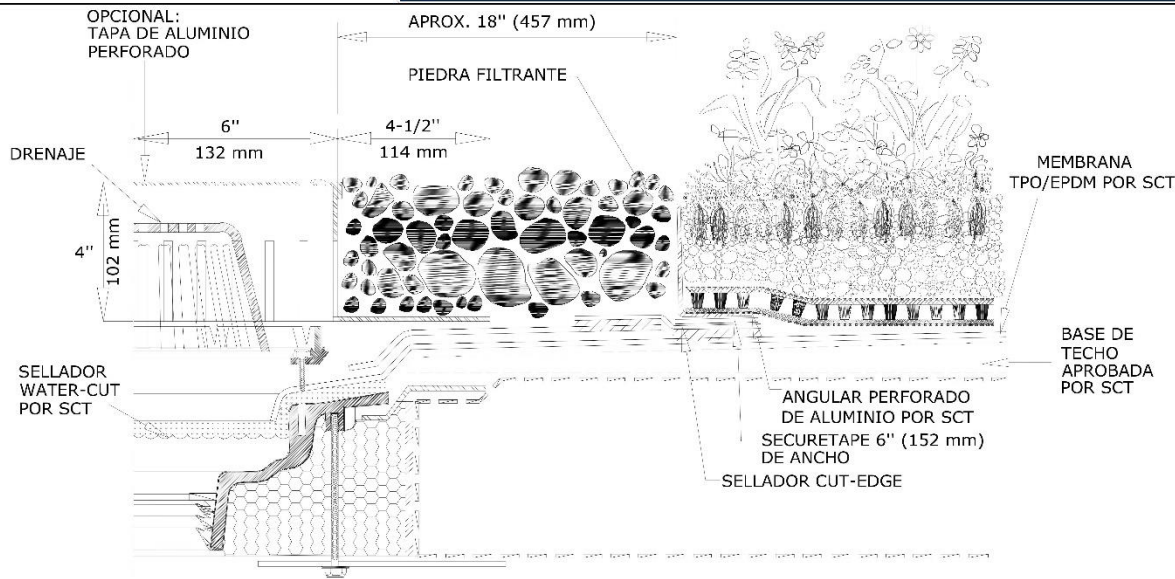 OPCIONAL:
TAPA DE ALUMINIO
PERFORADO
APROX. 18" (457 mm)
PIEDRA FILTRANTE
6"
132 mm
4-1/2"
114 mm
DRENAJE
MEMBRANA
TPO/EPDM POR SCT
4"
102 mm
BASE DE
TECHO
APROBADA
POR SCT
SELLADOR
WATER-CUT
POR SCT
ANGULAR PERFORADO
DE ALUMINIO POR SCT
SECURETAPE 6" (152 mm)
DE ANCHO
SELLADOR CUT-EDGE